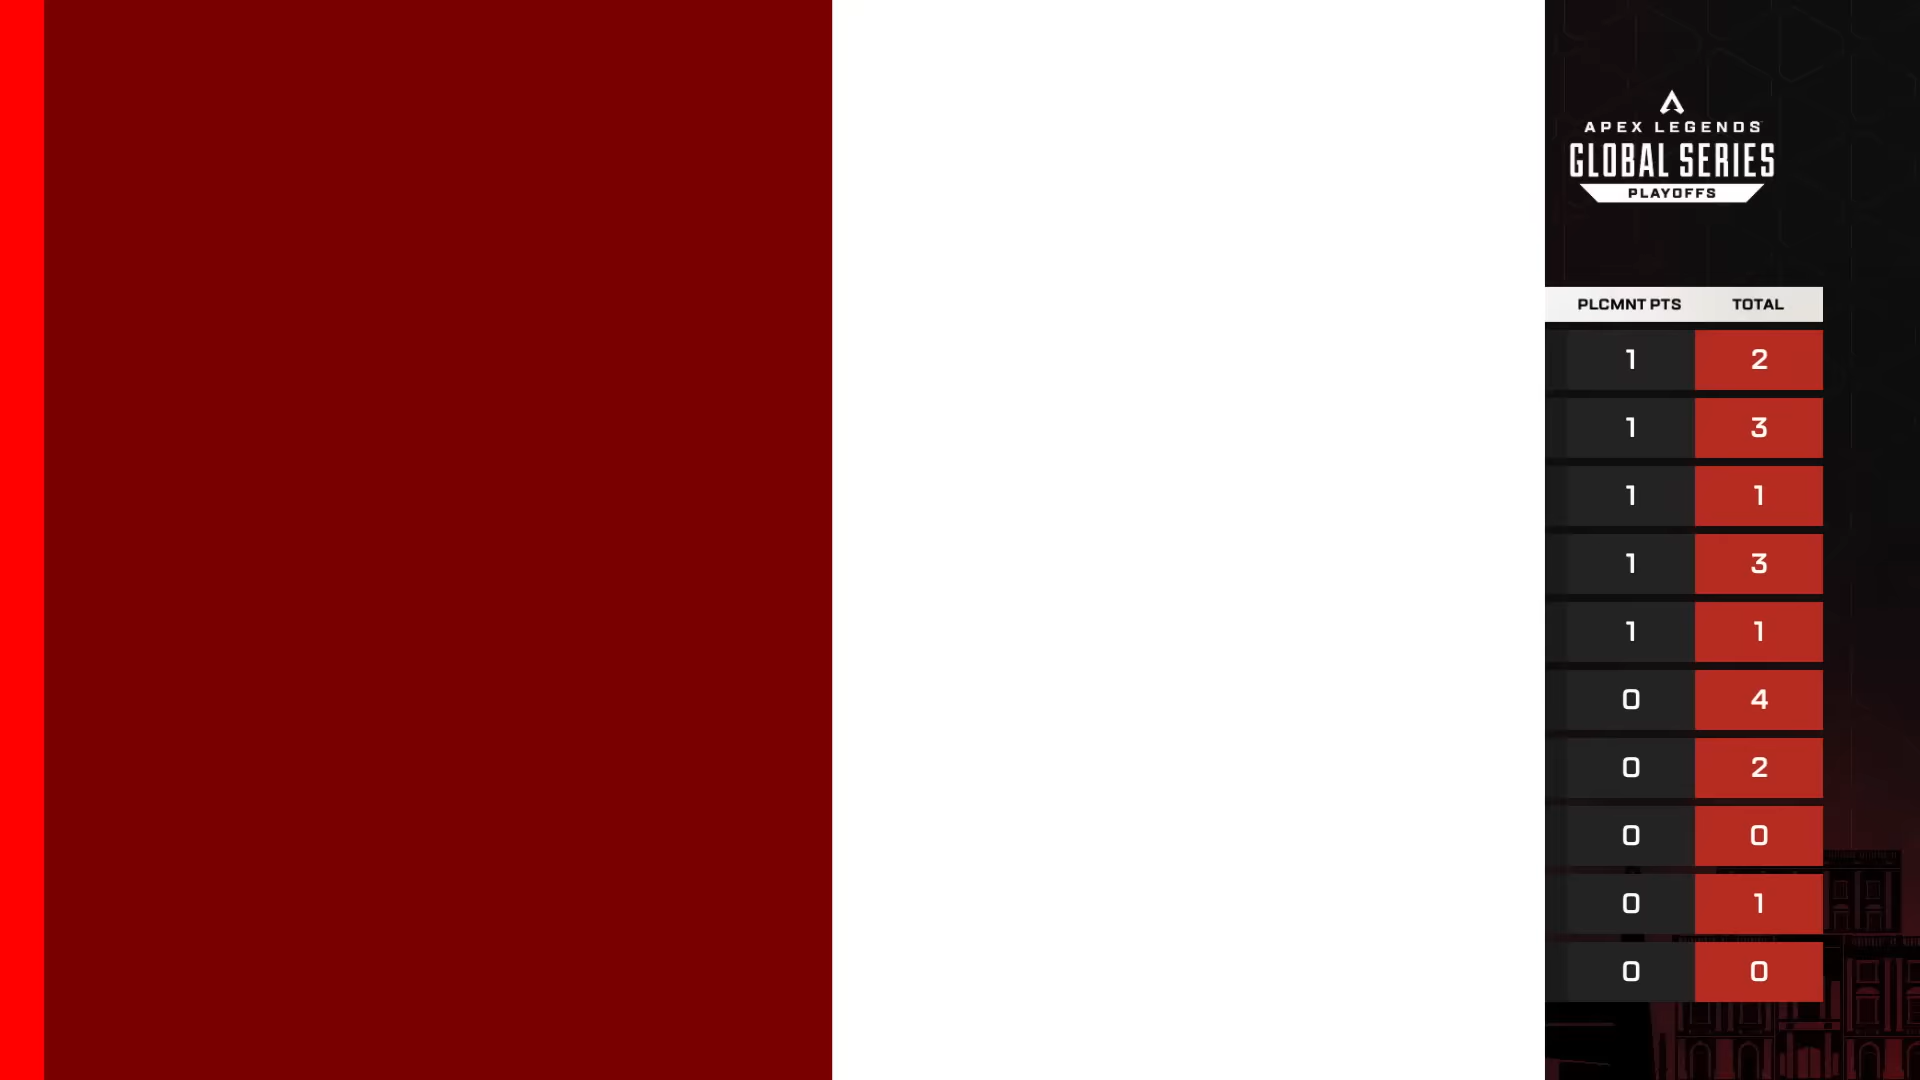 APEX LEGENDS
GLOBAL SERIES
PLAYOFFS
PLCMNT PTS TOTAL
1 2
1 3
1 1
1 3
1 1
0 4
0 2
0 0
0 1
0 0